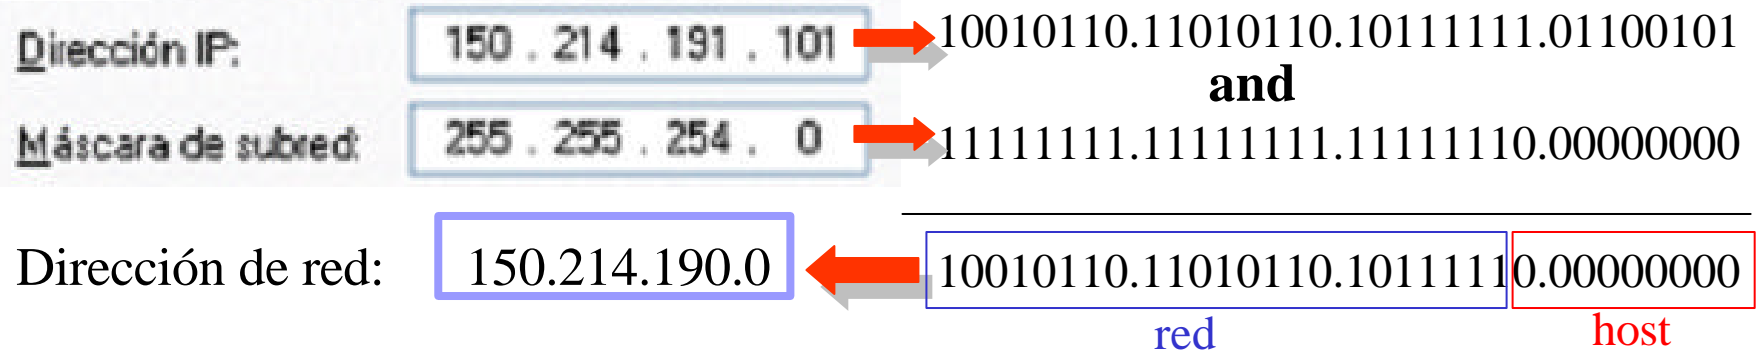 Dirección IP: 150 . 214 . 191 . 101 10010110.11010110.10111111.01100101
and
Máscara de subred: 255 . 255 . 254 . 0 11111111.11111111.11111110.00000000
Dirección de red: 150.214.190.0 10010110.11010110.10111110.00000000
red host